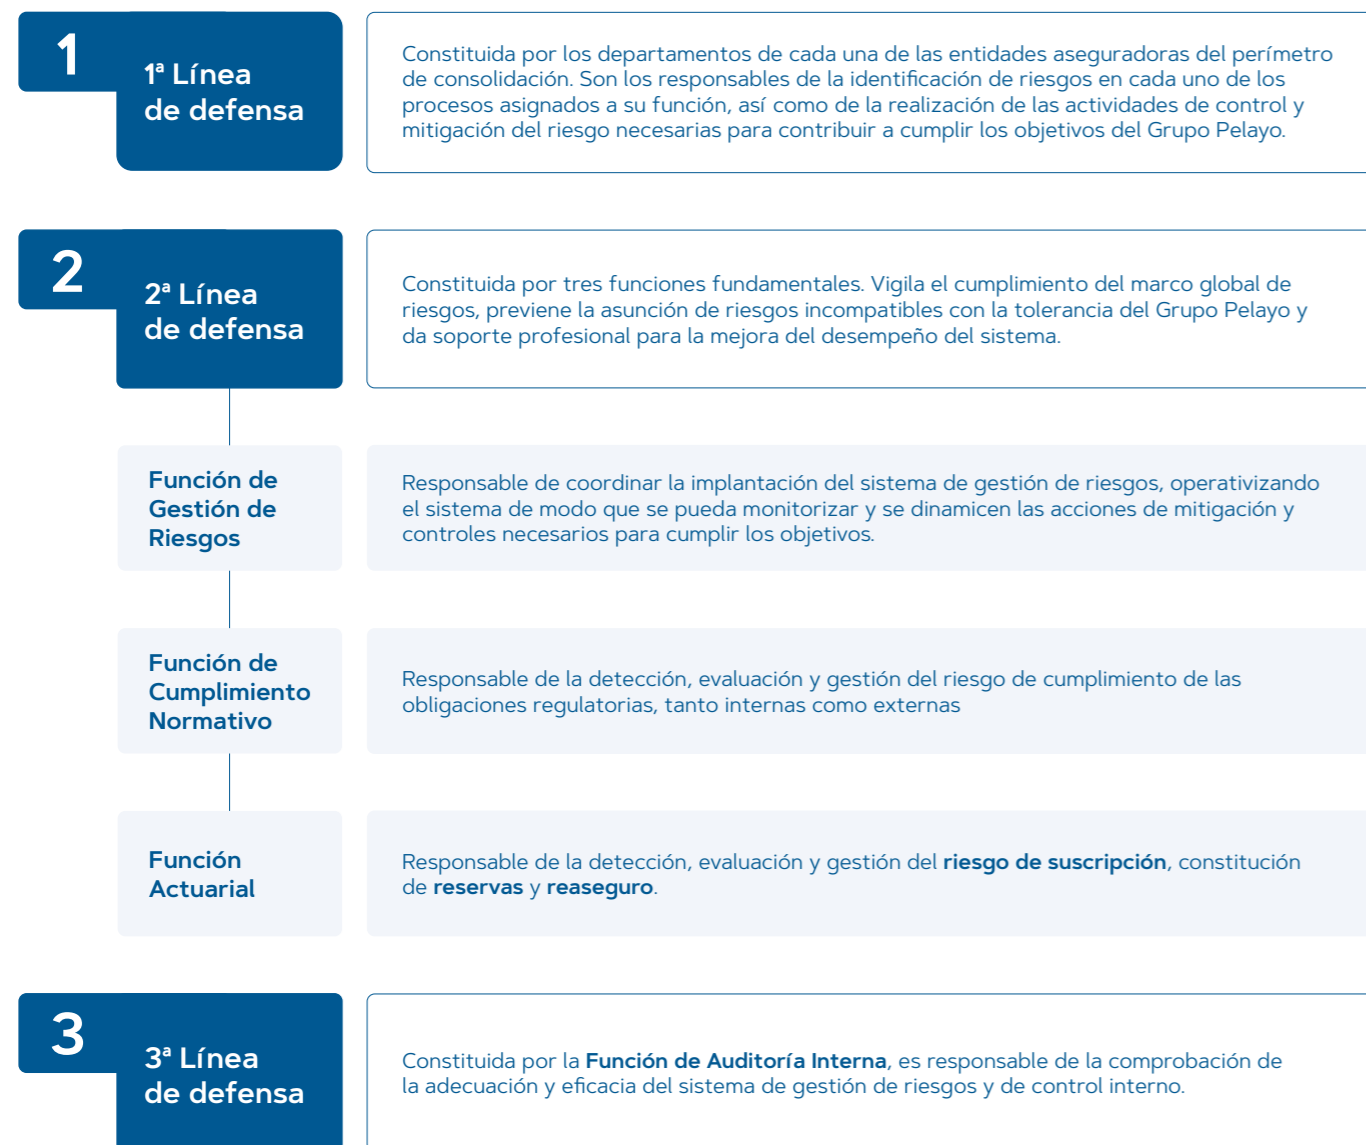 1
1ª Línea
de defensa
Constituida por los departamentos de cada una de las entidades aseguradoras del perímetro
de consolidación. Son los responsables de la identificación de riesgos en cada uno de los
procesos asignados a su función, así como de la realización de las actividades de control y
mitigación del riesgo necesarias para contribuir a cumplir los objetivos del Grupo Pelayo.
2
2ª Línea
de defensa
Constituida por tres funciones fundamentales. Vigila el cumplimiento del marco global de
riesgos, previene la asunción de riesgos incompatibles con la tolerancia del Grupo Pelayo y
da soporte profesional para la mejora del desempeño del sistema.
Función de
Gestión de
Riesgos
Responsable de coordinar la implantación del sistema de gestión de riesgos, operativizando
el sistema de modo que se pueda monitorizar y se dinamicen las acciones de mitigación y
controles necesarios para cumplir los objetivos.
Función de
Cumplimiento
Normativo
Responsable de la detección, evaluación y gestión del riesgo de cumplimiento de las
obligaciones regulatorias, tanto internas como externas
Función
Actuarial
Responsable de la detección, evaluación y gestión del riesgo de suscripción, constitución
de reservas y reaseguro.
3
3ª Línea
de defensa
Constituida por la Función de Auditoría Interna, es responsable de la comprobación de
la adecuación y eficacia del sistema de gestión de riesgos y de control interno.